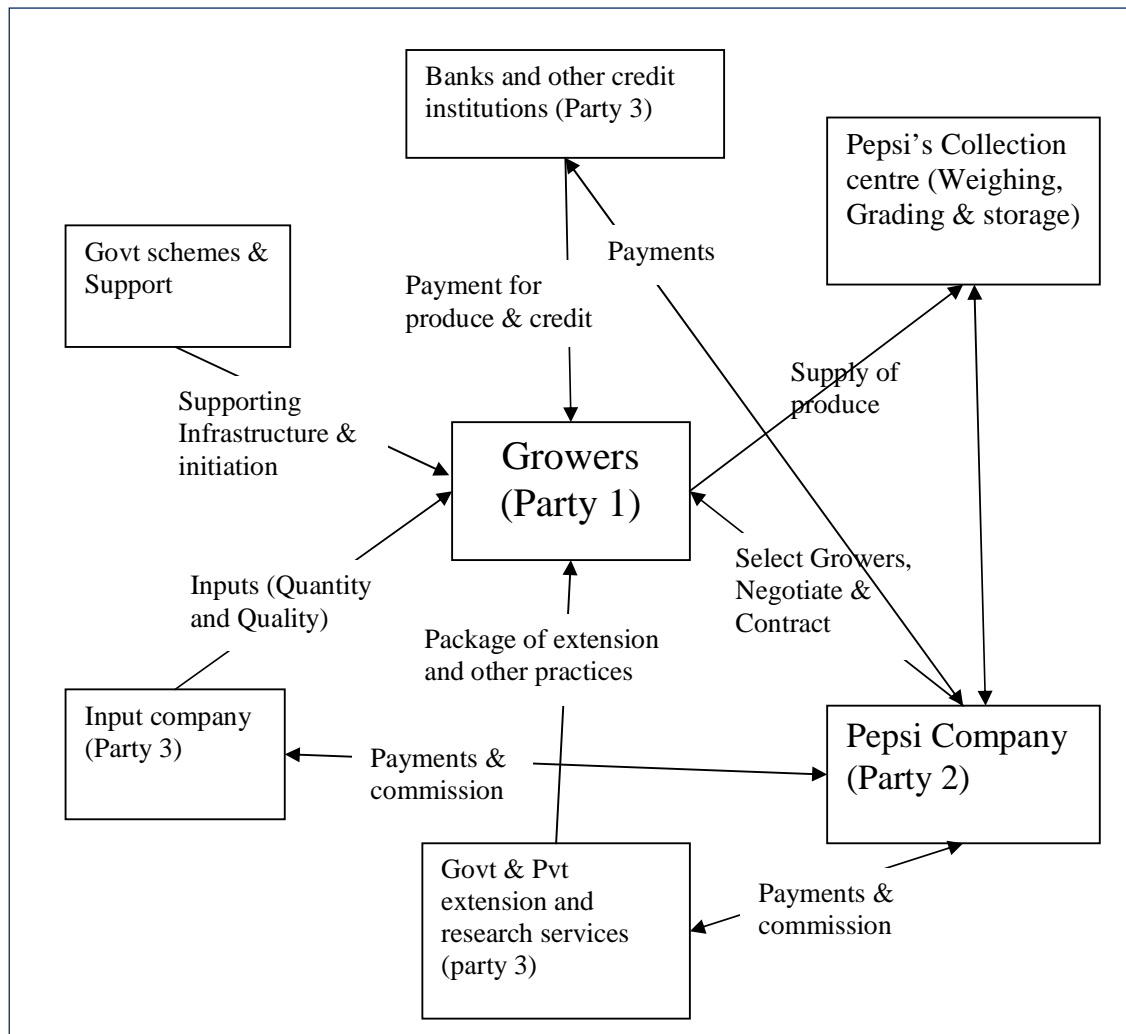 Banks and other credit
institutions (Party 3)
Pepsi’s Collection
centre (Weighing,
Grading & storage)
Govt schemes &
Support
Payments
Payment for
produce & credit
Supply of
produce
Supporting
Infrastructure &
initiation
Growers
(Party 1)
Select Growers,
Negotiate &
Contract
Inputs (Quantity
and Quality)
Package of extension
and other practices
Input company
(Party 3)
Pepsi Company
(Party 2)
Payments &
commission
Govt & Pvt
extension and
research services
(party 3)
Payments &
commission